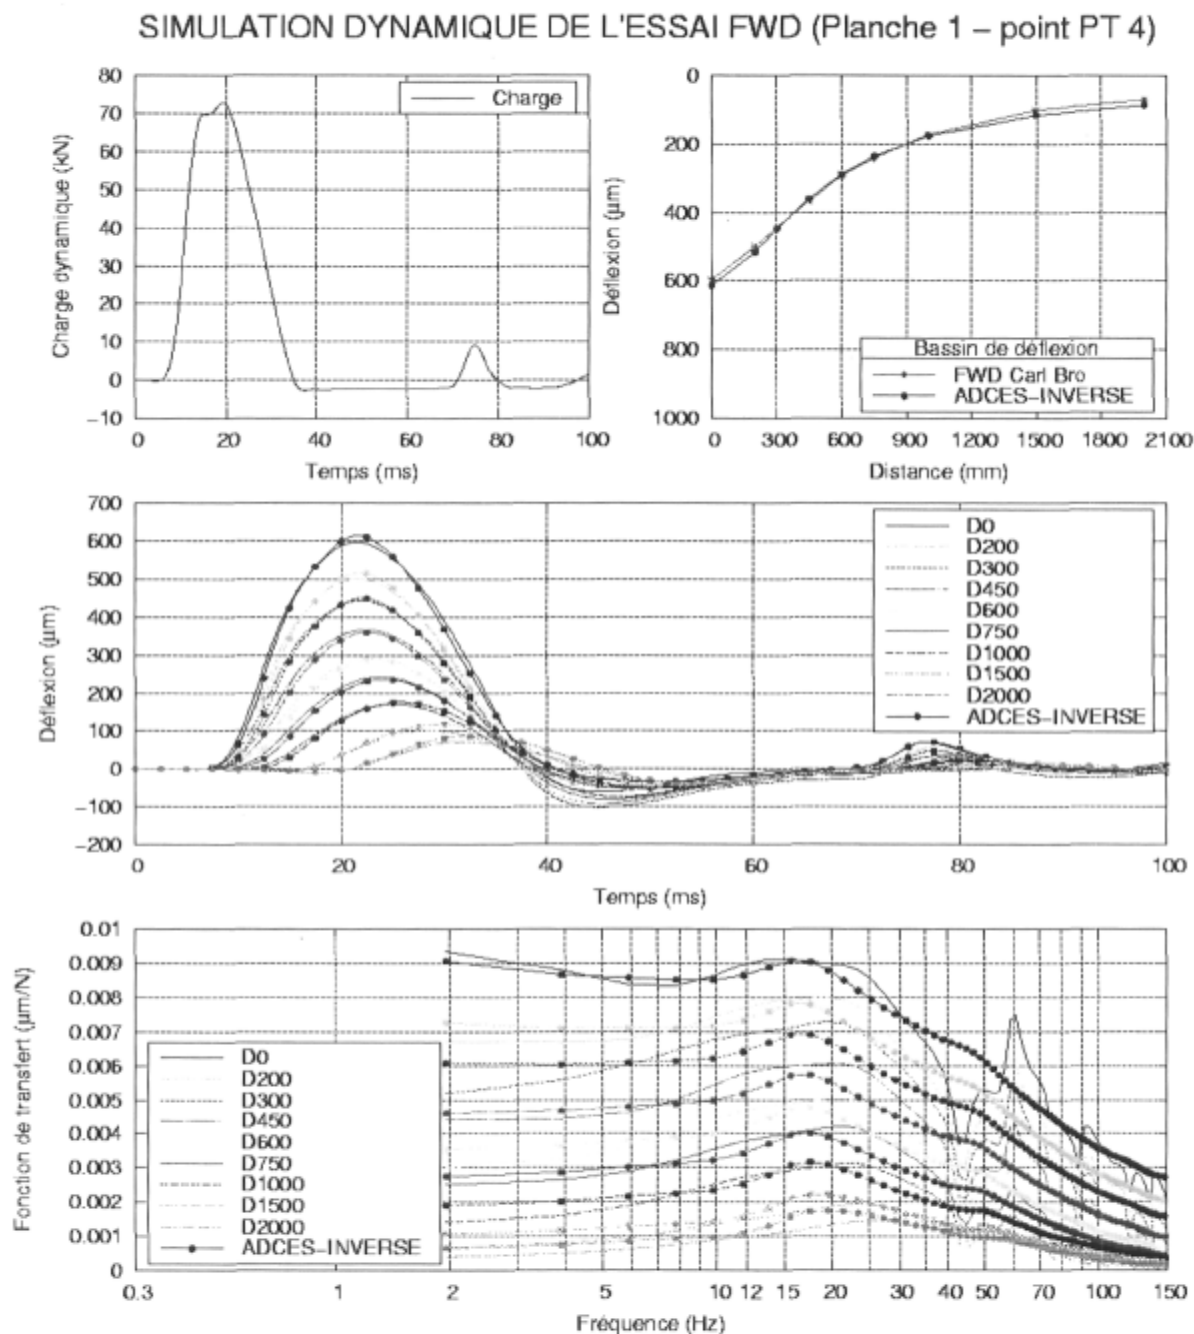 SIMULATION DYNAMIQUE DE L'ESSAI FWD (Planche 1 – point PT 4)
80
70
60
50
40
30
20
10
0
−10
Charge dynamique (kN)
Charge
0 20 40 60 80 100
Temps (ms)
0
200
400
600
800
1000
Déflexion (µm)
Bassin de déflexion
FWD Carl Bro
ADCES−INVERSE
0 300 600 900 1200 1500 1800 2100
Distance (mm)
700
600
500
400
300
200
100
0
−100
−200
Déflexion (µm)
D0
D200
D300
D450
D600
D750
D1000
D1500
D2000
ADCES−INVERSE
0 20 40 60 80 100
Temps (ms)
0.01
0.009
0.008
0.007
0.006
0.005
0.004
0.003
0.002
0.001
0
Fonction de transfert (µm/N)
D0
D200
D300
D450
D600
D750
D1000
D1500
D2000
ADCES−INVERSE
0.3 1 2 5 10 12 15 20 30 40 50 70 100 150
Fréquence (Hz)